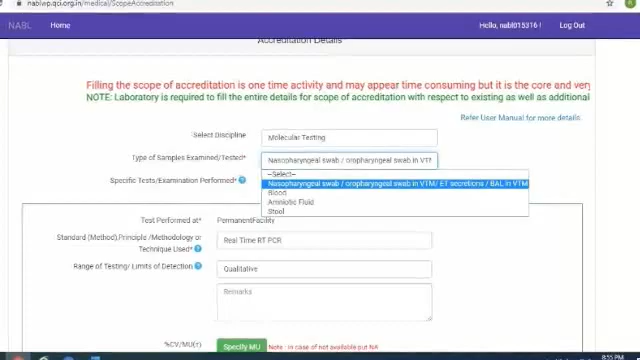 nablwp.qci.org.in/medical/ScopeAccreditation
NABL Home Hello, nabl015316 ! Log Out
Accreditation Details
Filling the scope of accreditation is one time activity and may appear time consuming but it is the core and very
NOTE: Laboratory is required to fill the entire details for scope of accreditation with respect to existing as well as additional
Refer User Manual for more details.
Select Discipline Molecular Testing
Type of Samples Examined/Tested* Nasopharyngeal swab / oropharyngeal swab in VT
--Select--
Specific Tests/Examination Performed* Nasopharyngeal swab / oropharyngeal swab in VTM/ ET secretions / BAL in VTM
Blood
Amniotic Fluid
Stool
Test Performed at* PermanentFacility
Standard (Method),Principle /Methodology or
Technique Used* Real Time RT PCR
Range of Testing/ Limits of Detection Qualitative
Remarks
%CV/MU(±) Specify MU Note : in case of not available put NA
8:55 PM